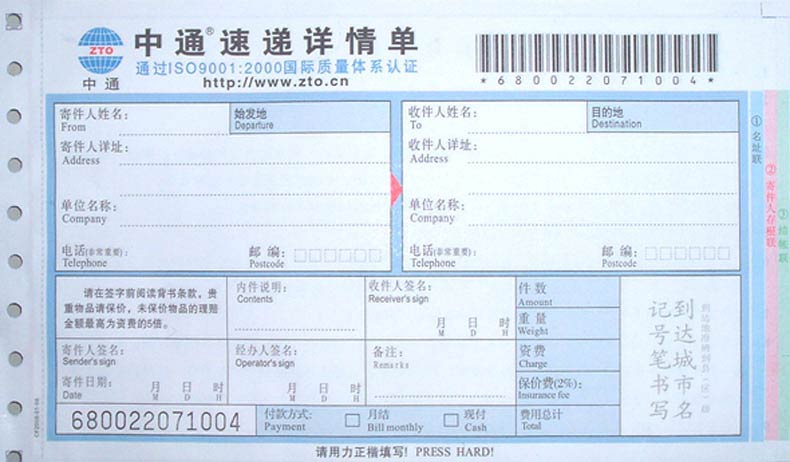 ZTO
中通
中通®速递详情单
通过ISO9001:2000国际质量体系认证
http://www.zto.cn
*680022071004*
寄件人姓名:
From
始发地
Departure
寄件人详址:
Address
单位名称:
Company
电话(非常重要):
Telephone
邮 编:
Postcode
收件人姓名:
To
目的地
Destination
收件人详址:
Address
单位名称:
Company
电话(非常重要):
Telephone
邮 编:
Postcode
①名址联
②寄件人存根联
③结帐联
请在签字前阅读背书条款,贵
重物品请保价,未保价物品的理赔
金额最高为资费的5倍。
内件说明:
Contents
收件人签名:
Receiver's sign
月 日 时
M D H
件 数
Amount
重 量
Weight
资 费
Charge
保价费(2%):
Insurance fee
费用总计
Total
寄件人签名:
Sender's sign
寄件日期:
Date
月 日 时
M D H
经办人签名:
Operator's sign
月 日 时
M D H
备注:
Remarks
到达城市名
记号笔书写
680022071004
付款方式:
Payment
月结
Bill monthly
现付
Cash
请用力正楷填写! PRESS HARD!